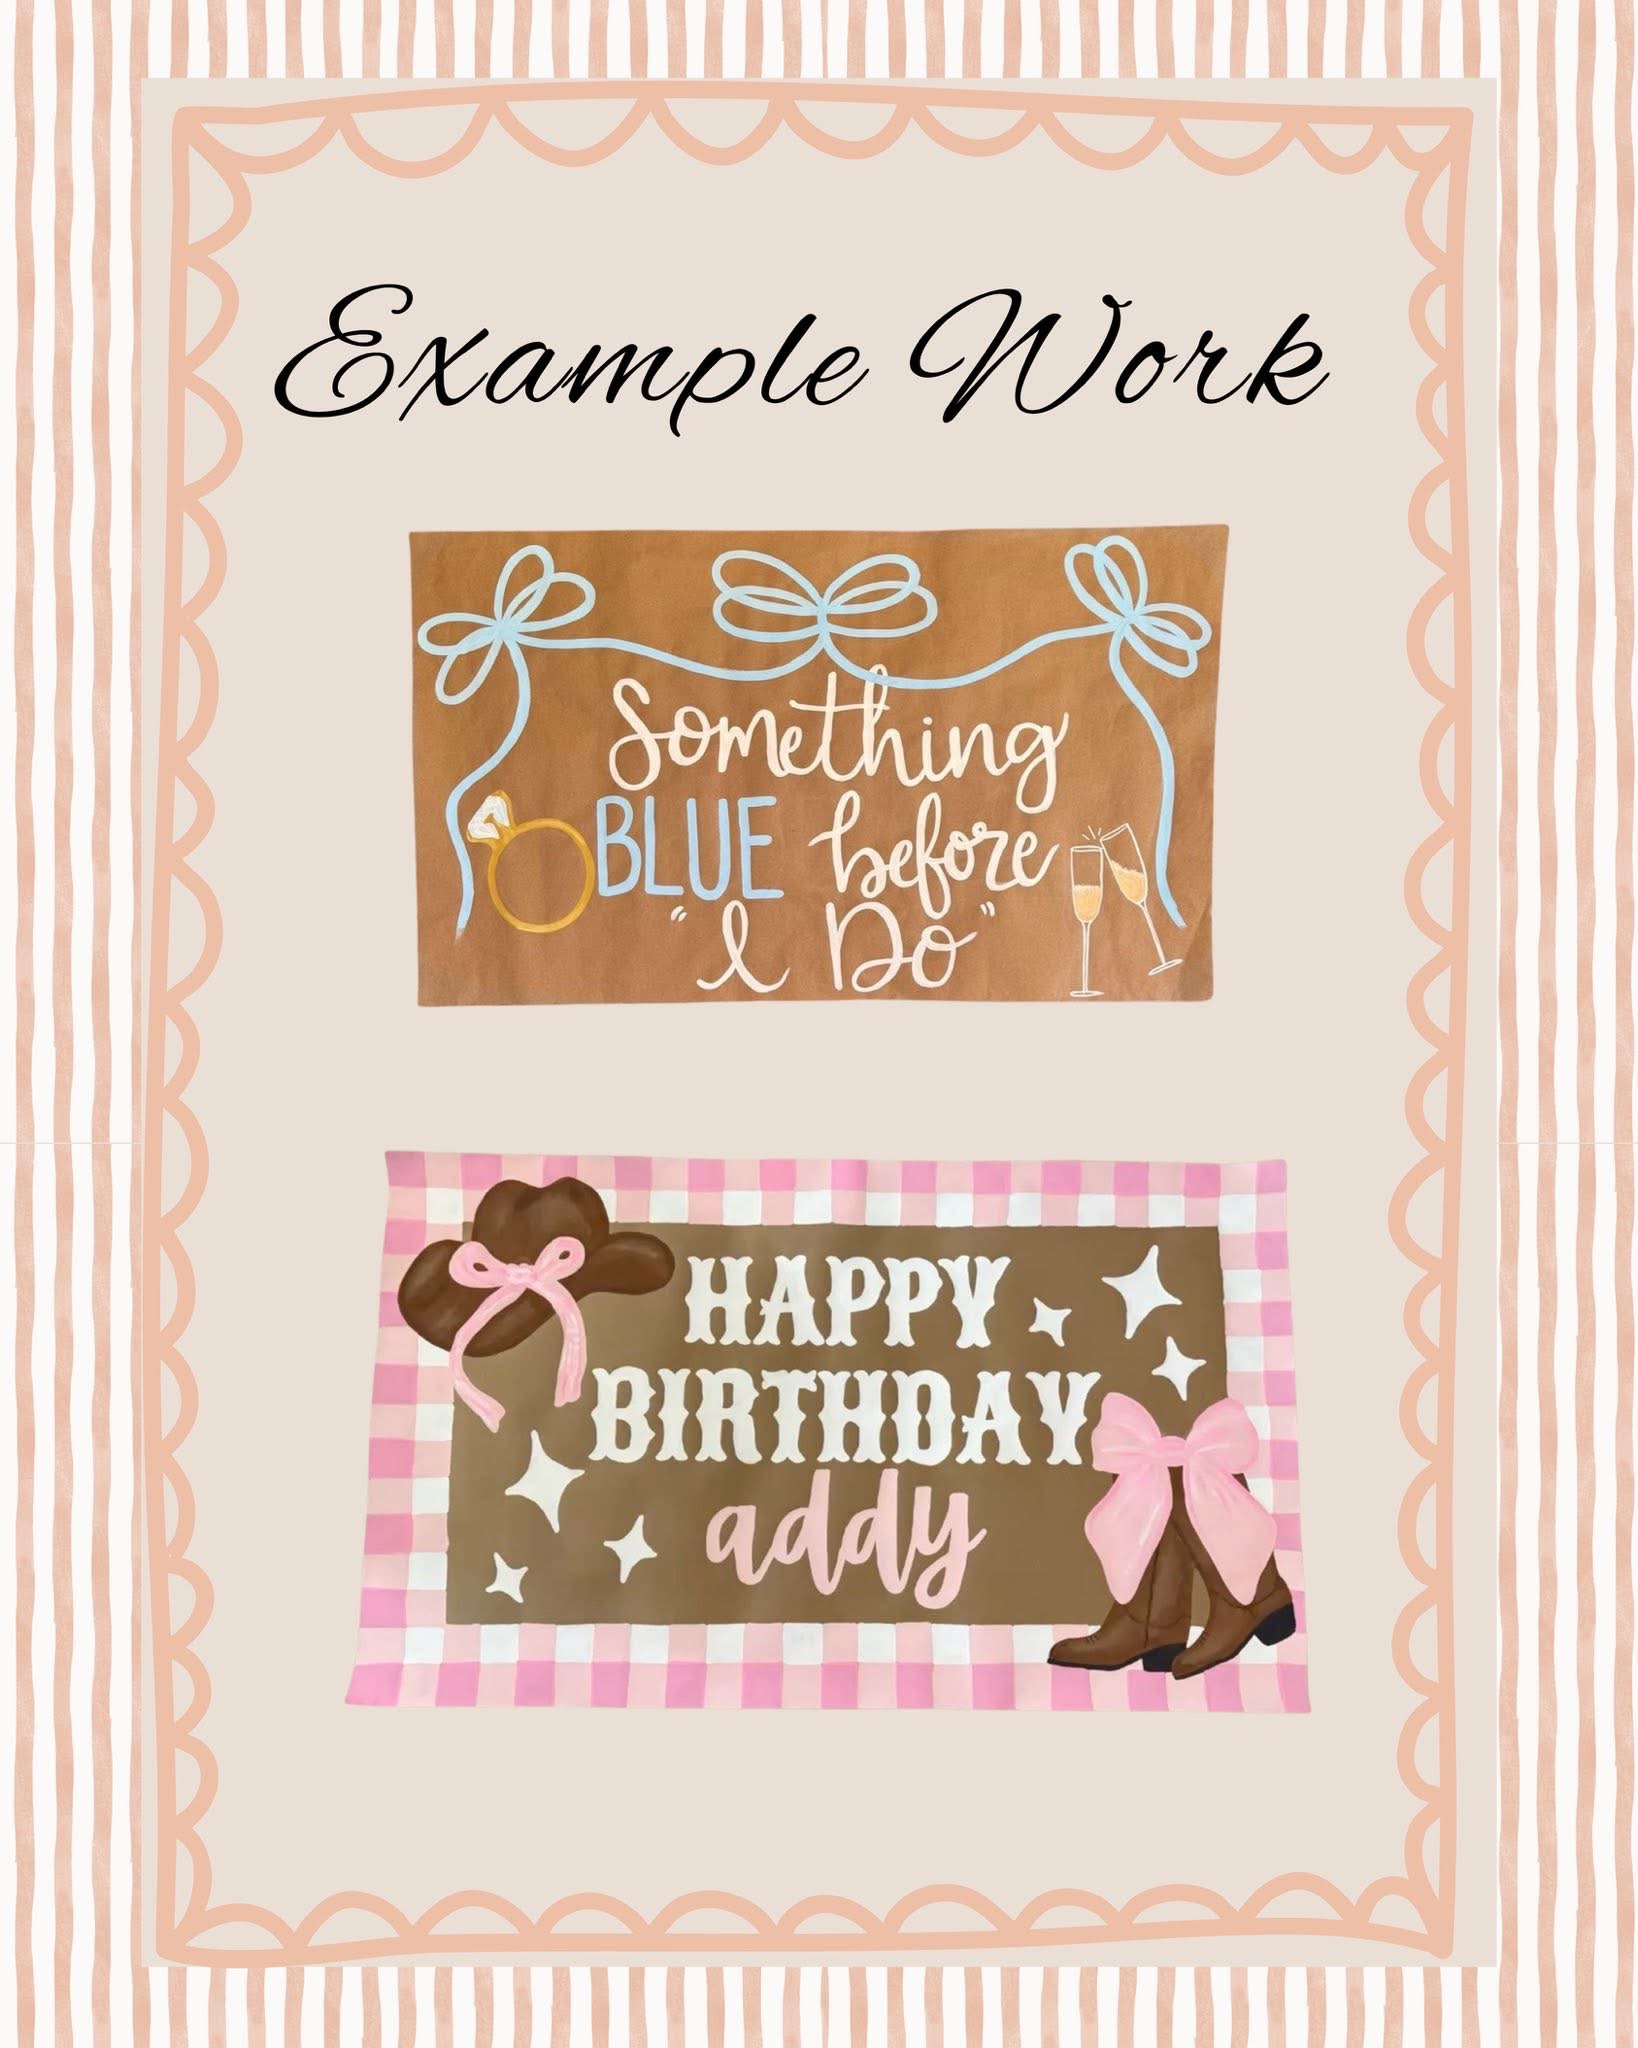 Example Work
Something
BLUE before
"I Do"
HAPPY
BIRTHDAY
addy